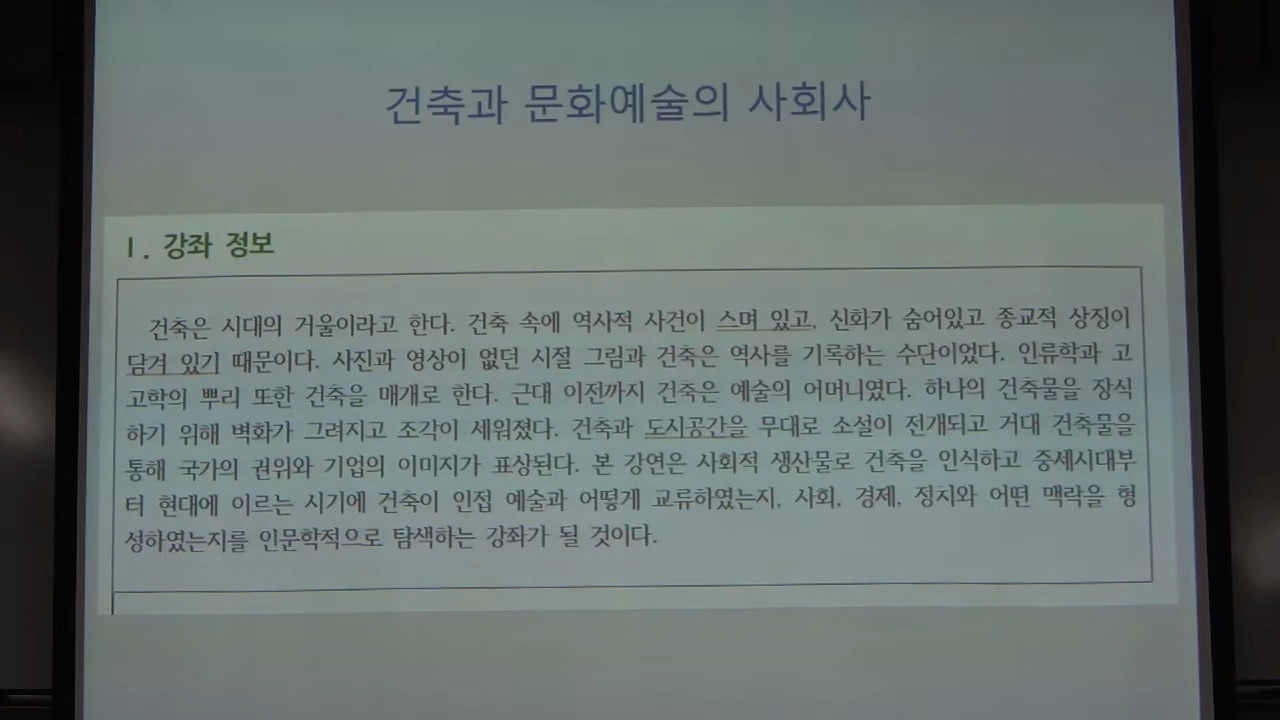 건축과 문화예술의 사회사
Ⅰ. 강좌 정보
건축은 시대의 거울이라고 한다. 건축 속에 역사적 사건이 스며 있고, 신화가 숨어있고 종교적 상징이
담겨 있기 때문이다. 사진과 영상이 없던 시절 그림과 건축은 역사를 기록하는 수단이었다. 인류학과 고
고학의 뿌리 또한 건축을 매개로 한다. 근대 이전까지 건축은 예술의 어머니였다. 하나의 건축물을 장식
하기 위해 벽화가 그려지고 조각이 세워졌다. 건축과 도시공간을 무대로 소설이 전개되고 거대 건축물을
통해 국가의 권위와 기업의 이미지가 표상된다. 본 강연은 사회적 생산물로 건축을 인식하고 중세시대부
터 현대에 이르는 시기에 건축이 인접 예술과 어떻게 교류하였는지, 사회, 경제, 정치와 어떤 맥락을 형
성하였는지를 인문학적으로 탐색하는 강좌가 될 것이다.